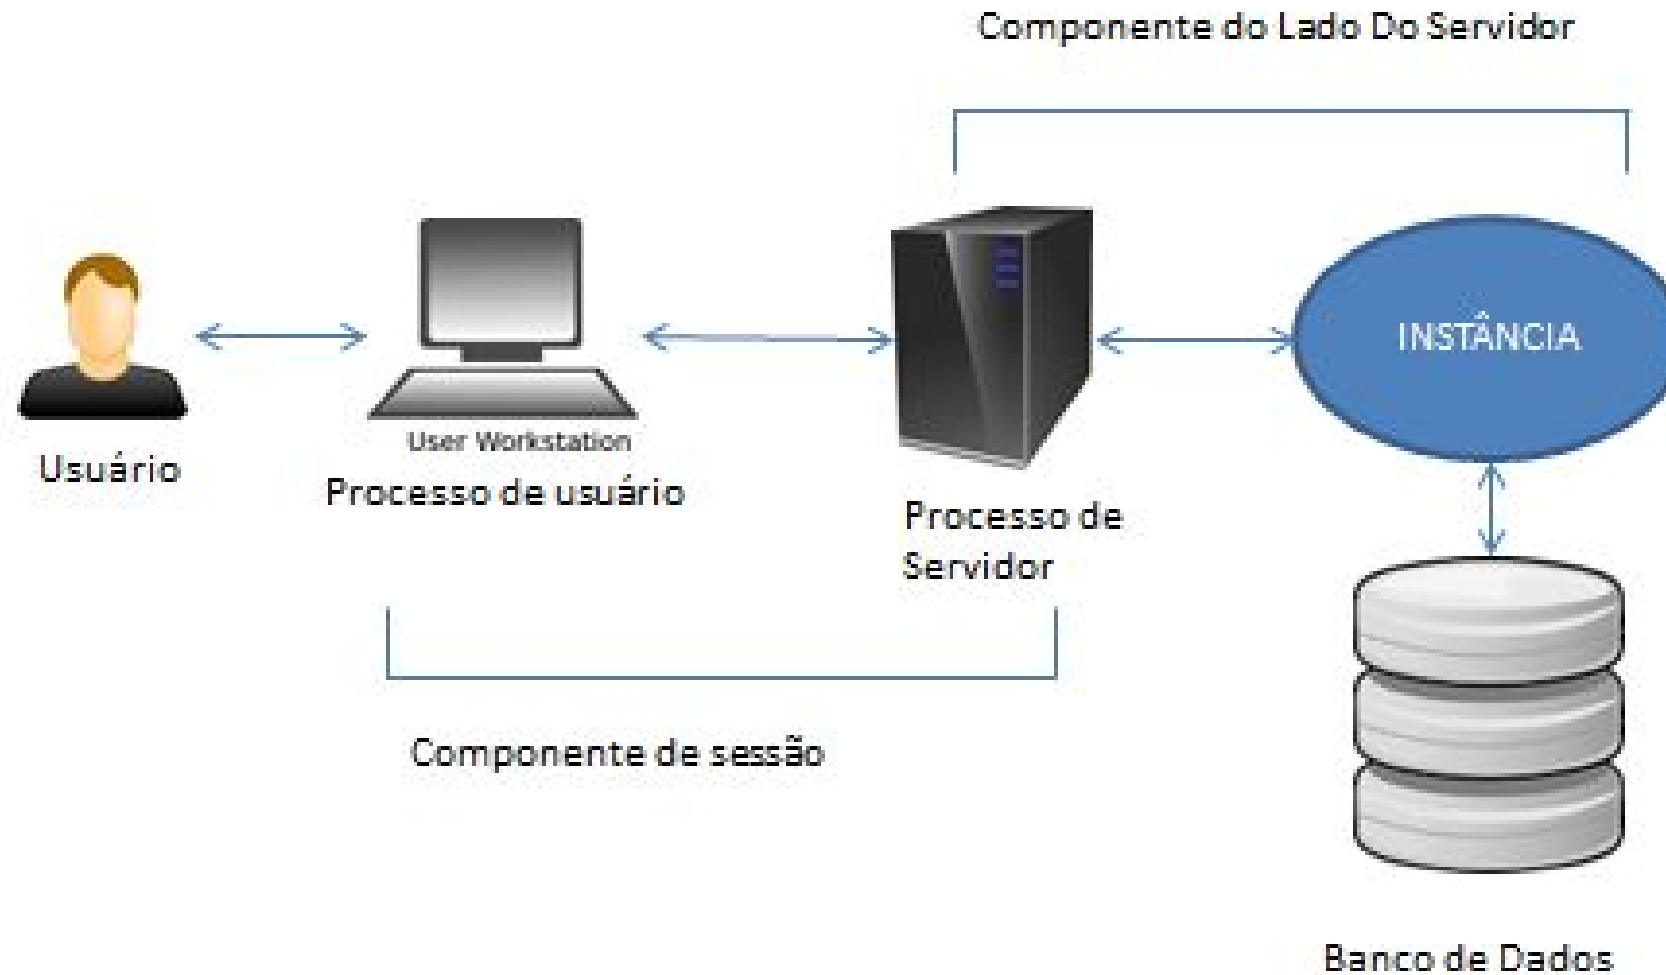 Componente do Lado Do Servidor
INSTÂNCIA
User Workstation
Usuário
Processo de usuário
Processo de
Servidor
Componente de sessão
Banco de Dados